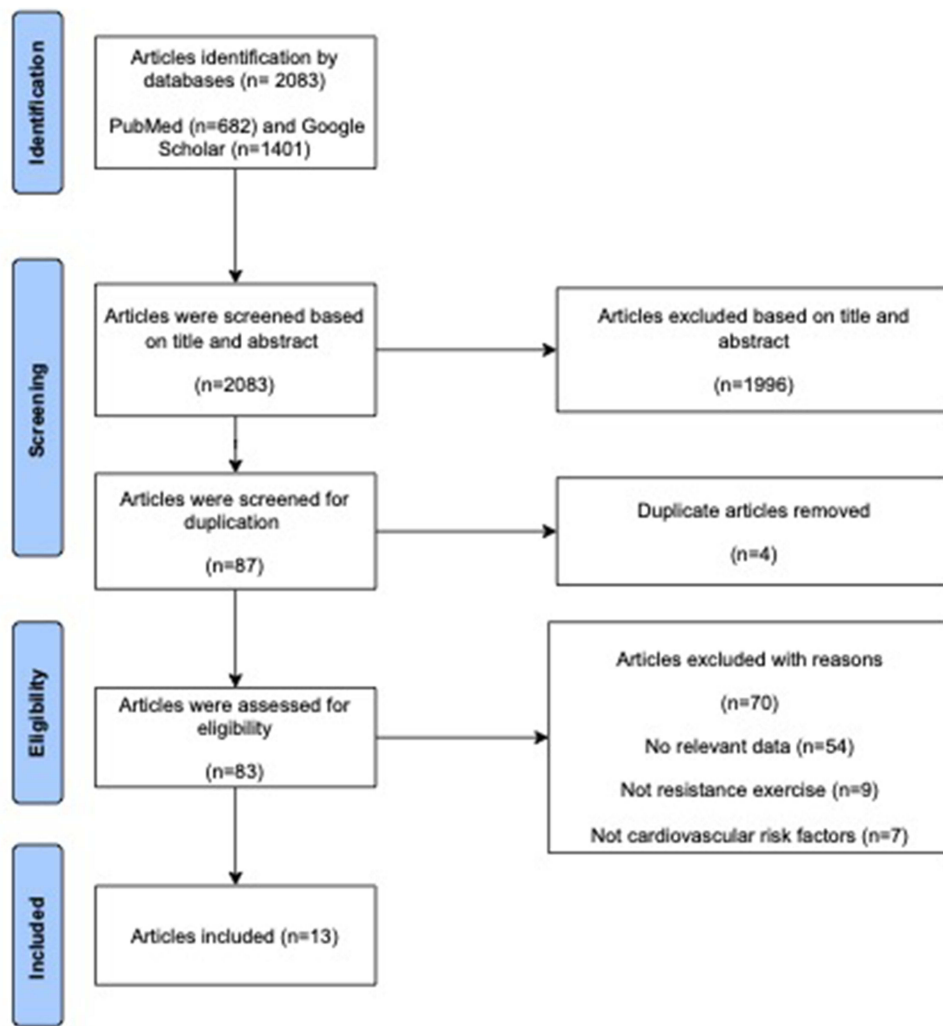 Identification
Articles identification by
databases (n= 2083)
PubMed (n=682) and Google
Scholar (n=1401)
Screening
Articles were screened based
on title and abstract
(n=2083)
Articles excluded based on title and
abstract
(n=1996)
Articles were screened for
duplication
(n=87)
Duplicate articles removed
(n=4)
Eligibility
Articles were assessed for
eligibility
(n=83)
Articles excluded with reasons
(n=70)
No relevant data (n=54)
Not resistance exercise (n=9)
Not cardiovascular risk factors (n=7)
Included
Articles included (n=13)